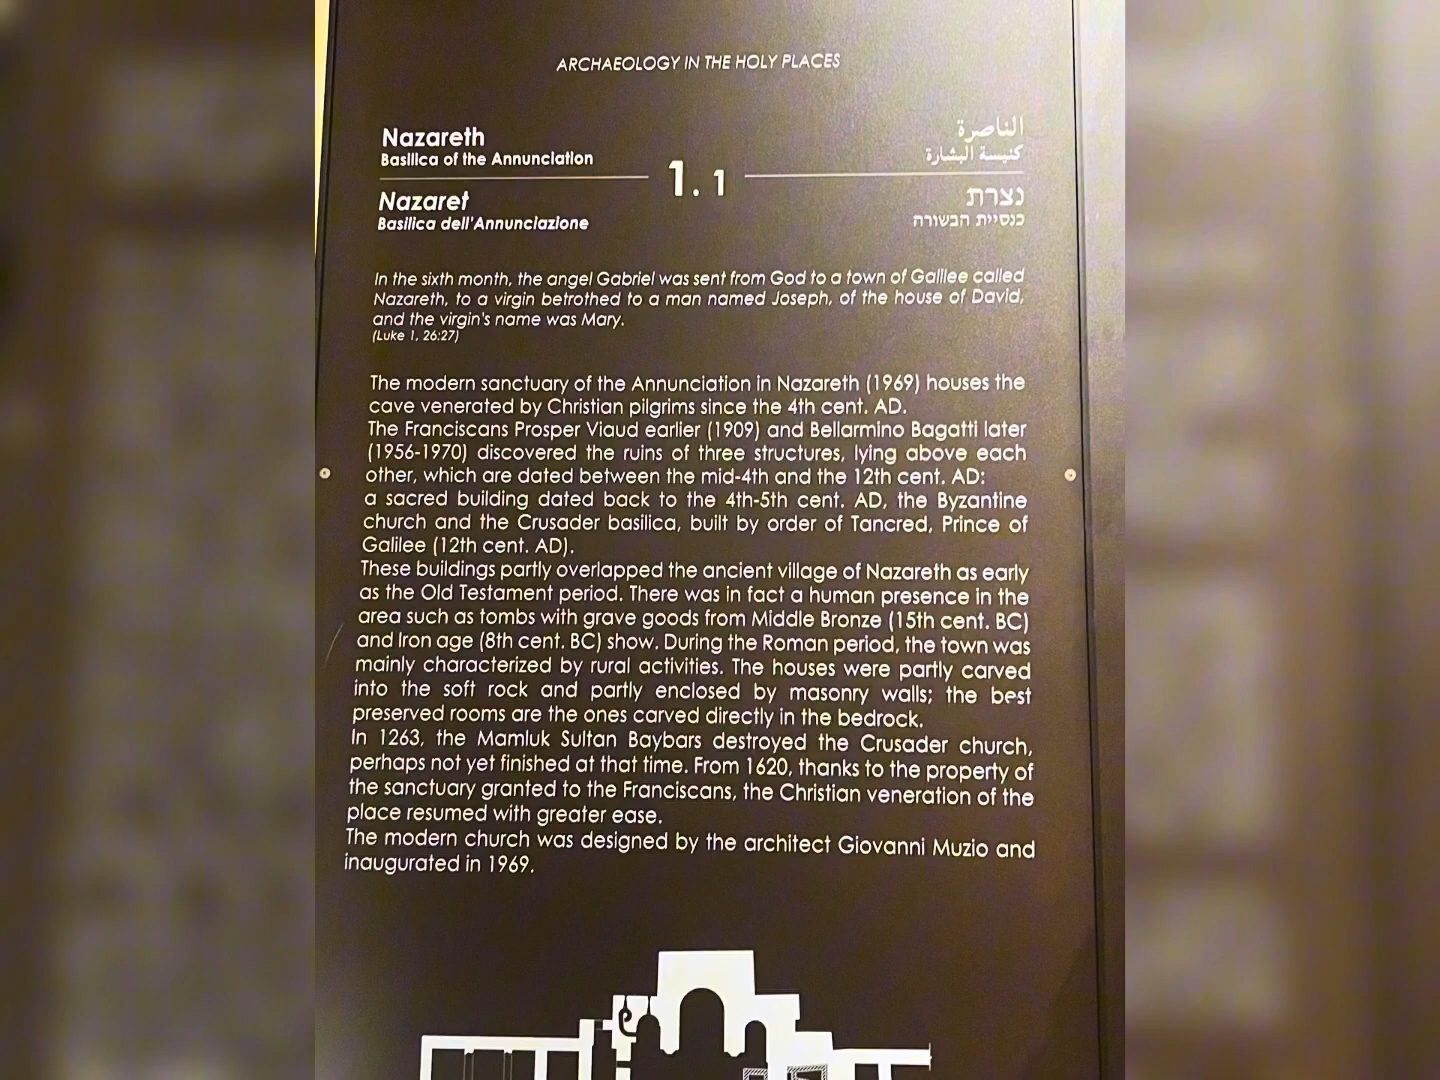 ARCHAEOLOGY IN THE HOLY PLACES
Nazareth
Basilica of the Annunciation
Nazaret
Basilica dell'Annunciazione
1.1
الناصرة
كنيسة البشارة
נצרת
כנסיית הבשורה
In the sixth month, the angel Gabriel was sent from God to a town of Galilee called
Nazareth, to a virgin betrothed to a man named Joseph, of the house of David,
and the virgin's name was Mary.
(Luke 1, 26:27)
The modern sanctuary of the Annunciation in Nazareth (1969) houses the
cave venerated by Christian pilgrims since the 4th cent. AD.
The Franciscans Prosper Viaud earlier (1909) and Bellarmino Bagatti later
(1956-1970) discovered the ruins of three structures, lying above each
other, which are dated between the mid-4th and the 12th cent. AD:
a sacred building dated back to the 4th-5th cent. AD, the Byzantine
church and the Crusader basilica, built by order of Tancred, Prince of
Galilee (12th cent. AD).
These buildings partly overlapped the ancient village of Nazareth as early
as the Old Testament period. There was in fact a human presence in the
area such as tombs with grave goods from Middle Bronze (15th cent. BC)
and Iron age (8th cent. BC) show. During the Roman period, the town was
mainly characterized by rural activities. The houses were partly carved
into the soft rock and partly enclosed by masonry walls; the best
preserved rooms are the ones carved directly in the bedrock.
In 1263, the Mamluk Sultan Baybars destroyed the Crusader church,
perhaps not yet finished at that time. From 1620, thanks to the property of
the sanctuary granted to the Franciscans, the Christian veneration of the
place resumed with greater ease.
The modern church was designed by the architect Giovanni Muzio and
inaugurated in 1969.